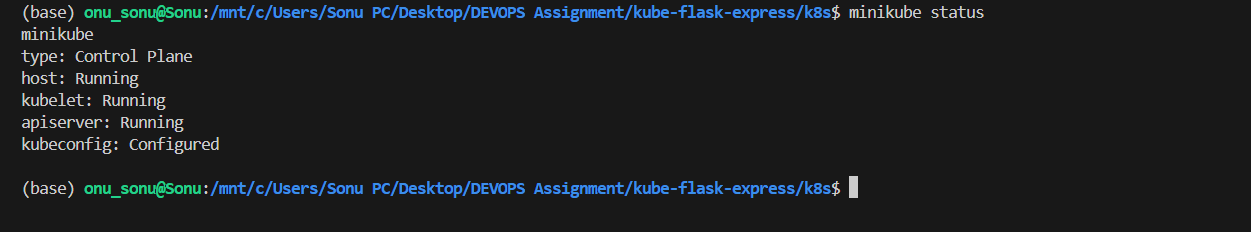 (base) onu_sonu@Sonu:/mnt/c/Users/Sonu PC/Desktop/DEVOPS Assignment/kube-flask-express/k8s$ minikube status
minikube
type: Control Plane
host: Running
kubelet: Running
apiserver: Running
kubeconfig: Configured
(base) onu_sonu@Sonu:/mnt/c/Users/Sonu PC/Desktop/DEVOPS Assignment/kube-flask-express/k8s$